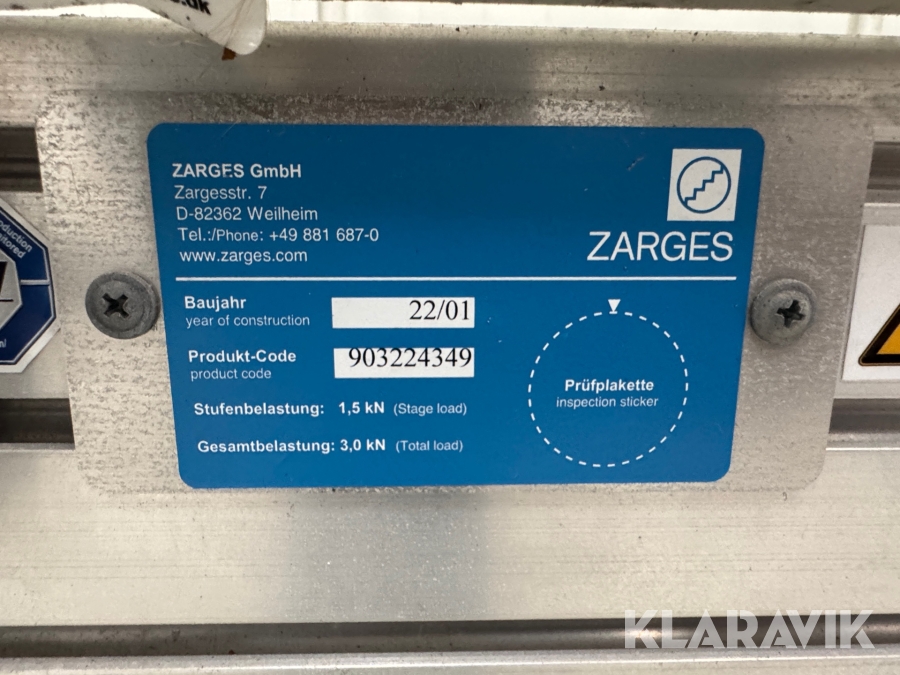 .dk
ZARGES GmbH
Zargesstr. 7
D-82362 Weilheim
Tel.:/Phone: +49 881 687-0
www.zarges.com
ZARGES
Baujahr
year of construction
22/01
Produkt-Code
product code
903224349
Stufenbelastung: 1,5 kN (Stage load)
Gesamtbelastung: 3,0 kN (Total load)
Prüfplakette
inspection sticker
KLARAVIK